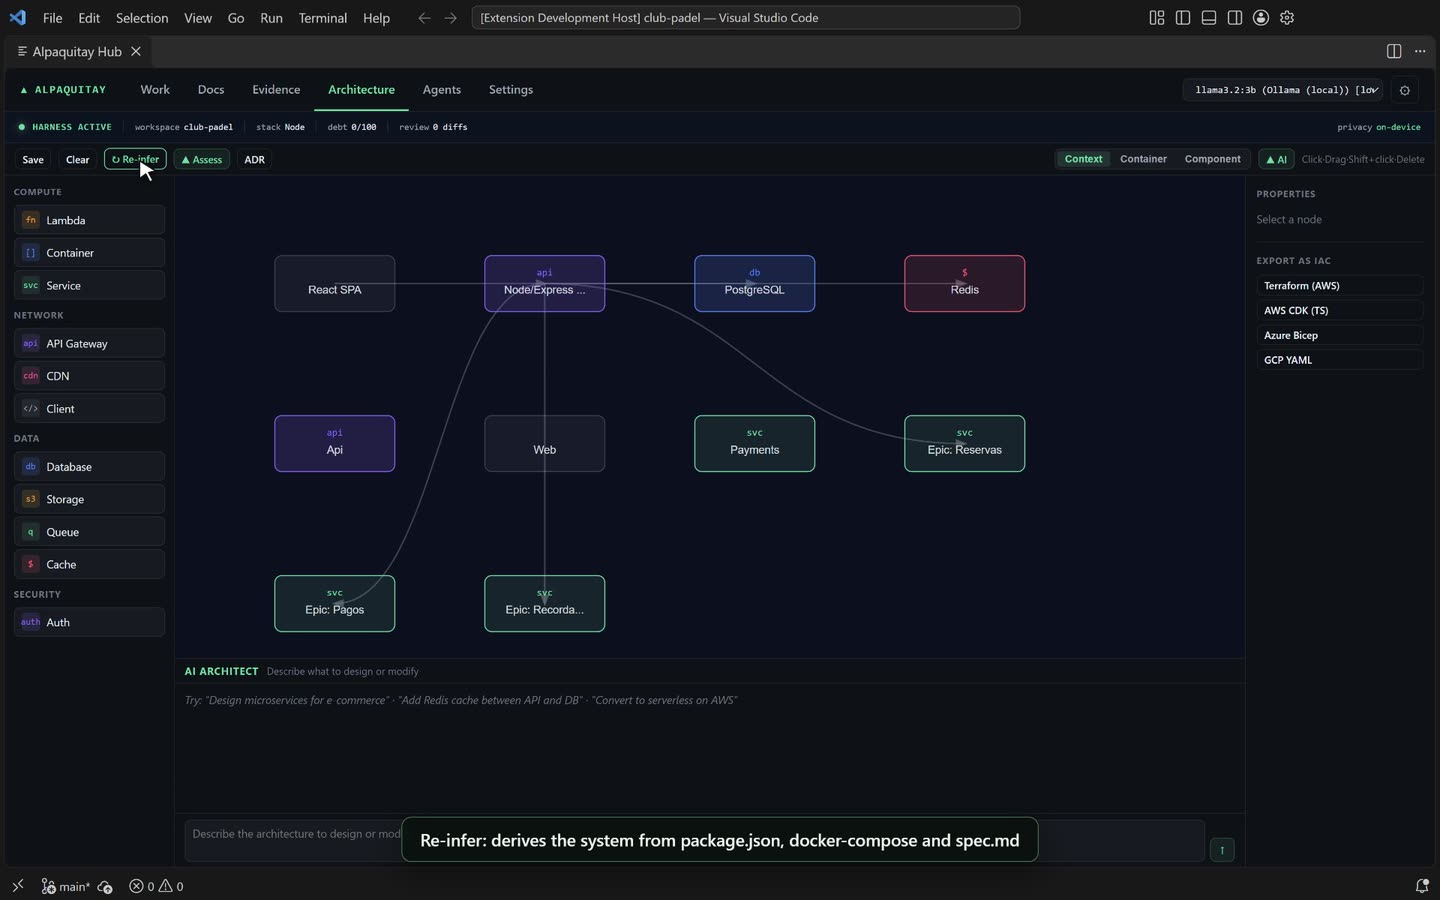 File Edit Selection View Go Run Terminal Help [Extension Development Host] club-padel — Visual Studio Code
Alpaquitay Hub
▲ ALPAQUITAY Work Docs Evidence Architecture Agents Settings llama3.2:3b (Ollama (local))
HARNESS ACTIVE workspace club-padel stack Node debt 0/100 review 0 diffs privacy on-device
Save Clear ↻ Re-infer ▲ Assess ADR Context Container Component ▲ AI Click·Drag·Shift+click·Delete
COMPUTE
fn Lambda
[] Container
svc Service
NETWORK
api API Gateway
cdn CDN
</> Client
DATA
db Database
s3 Storage
q Queue
$ Cache
SECURITY
auth Auth
React SPA
api
Node/Express ...
db
PostgreSQL
$
Redis
api
Api
Web
svc
Payments
svc
Epic: Reservas
svc
Epic: Pagos
svc
Epic: Recorda...
PROPERTIES
Select a node
EXPORT AS IAC
Terraform (AWS)
AWS CDK (TS)
Azure Bicep
GCP YAML
AI ARCHITECT Describe what to design or modify
Try: "Design microservices for e-commerce" · "Add Redis cache between API and DB" · "Convert to serverless on AWS"
Describe the architecture to design or
Re-infer: derives the system from package.json, docker-compose and spec.md
↑
main* 0 0